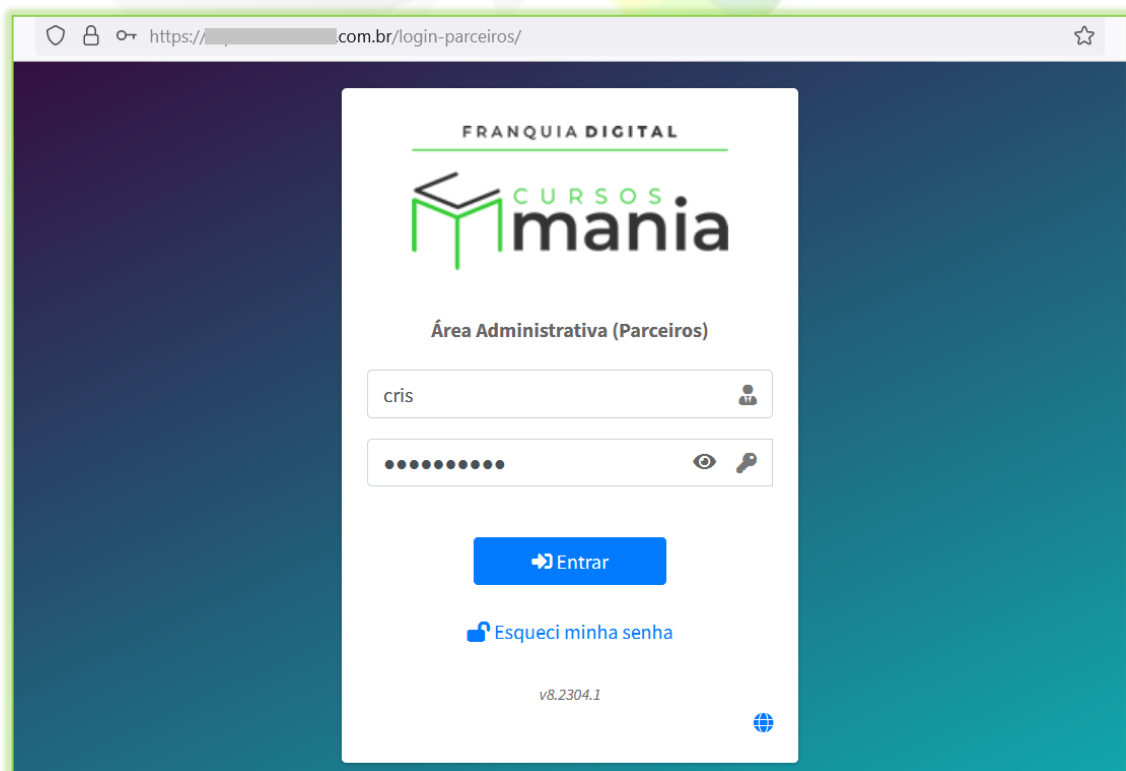 https:// .com.br/login-parceiros/
FRANQUIA DIGITAL
CURSOS
mania
Área Administrativa (Parceiros)
cris
Entrar
Esqueci minha senha
v8.2304.1